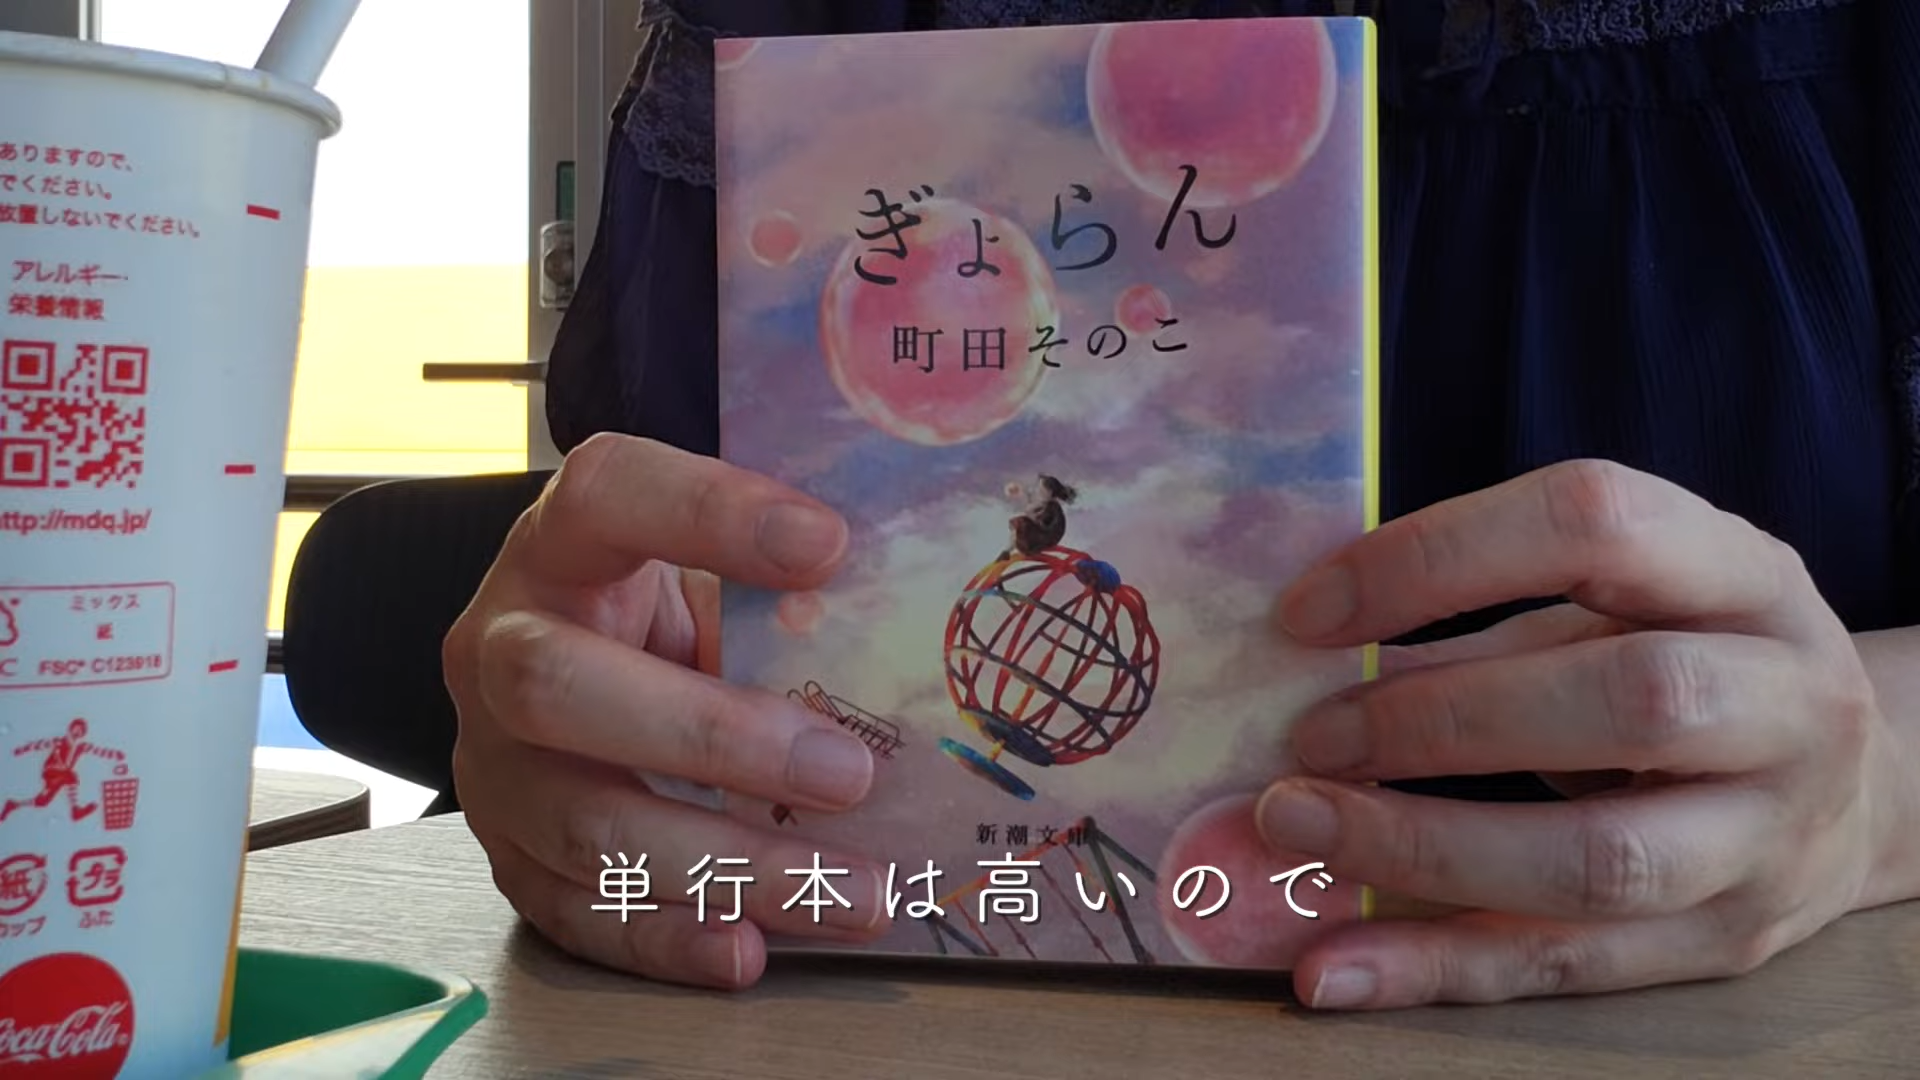 ありますので、
でください。
放置しないでください。
アレルギー・
栄養情報
http://mdq.jp/
ミックス
紙
FSC® C123918
紙
カップ
プラ
ふた
Coca-Cola
ぎょらん
町田そのこ
新潮文庫
単行本は高いので